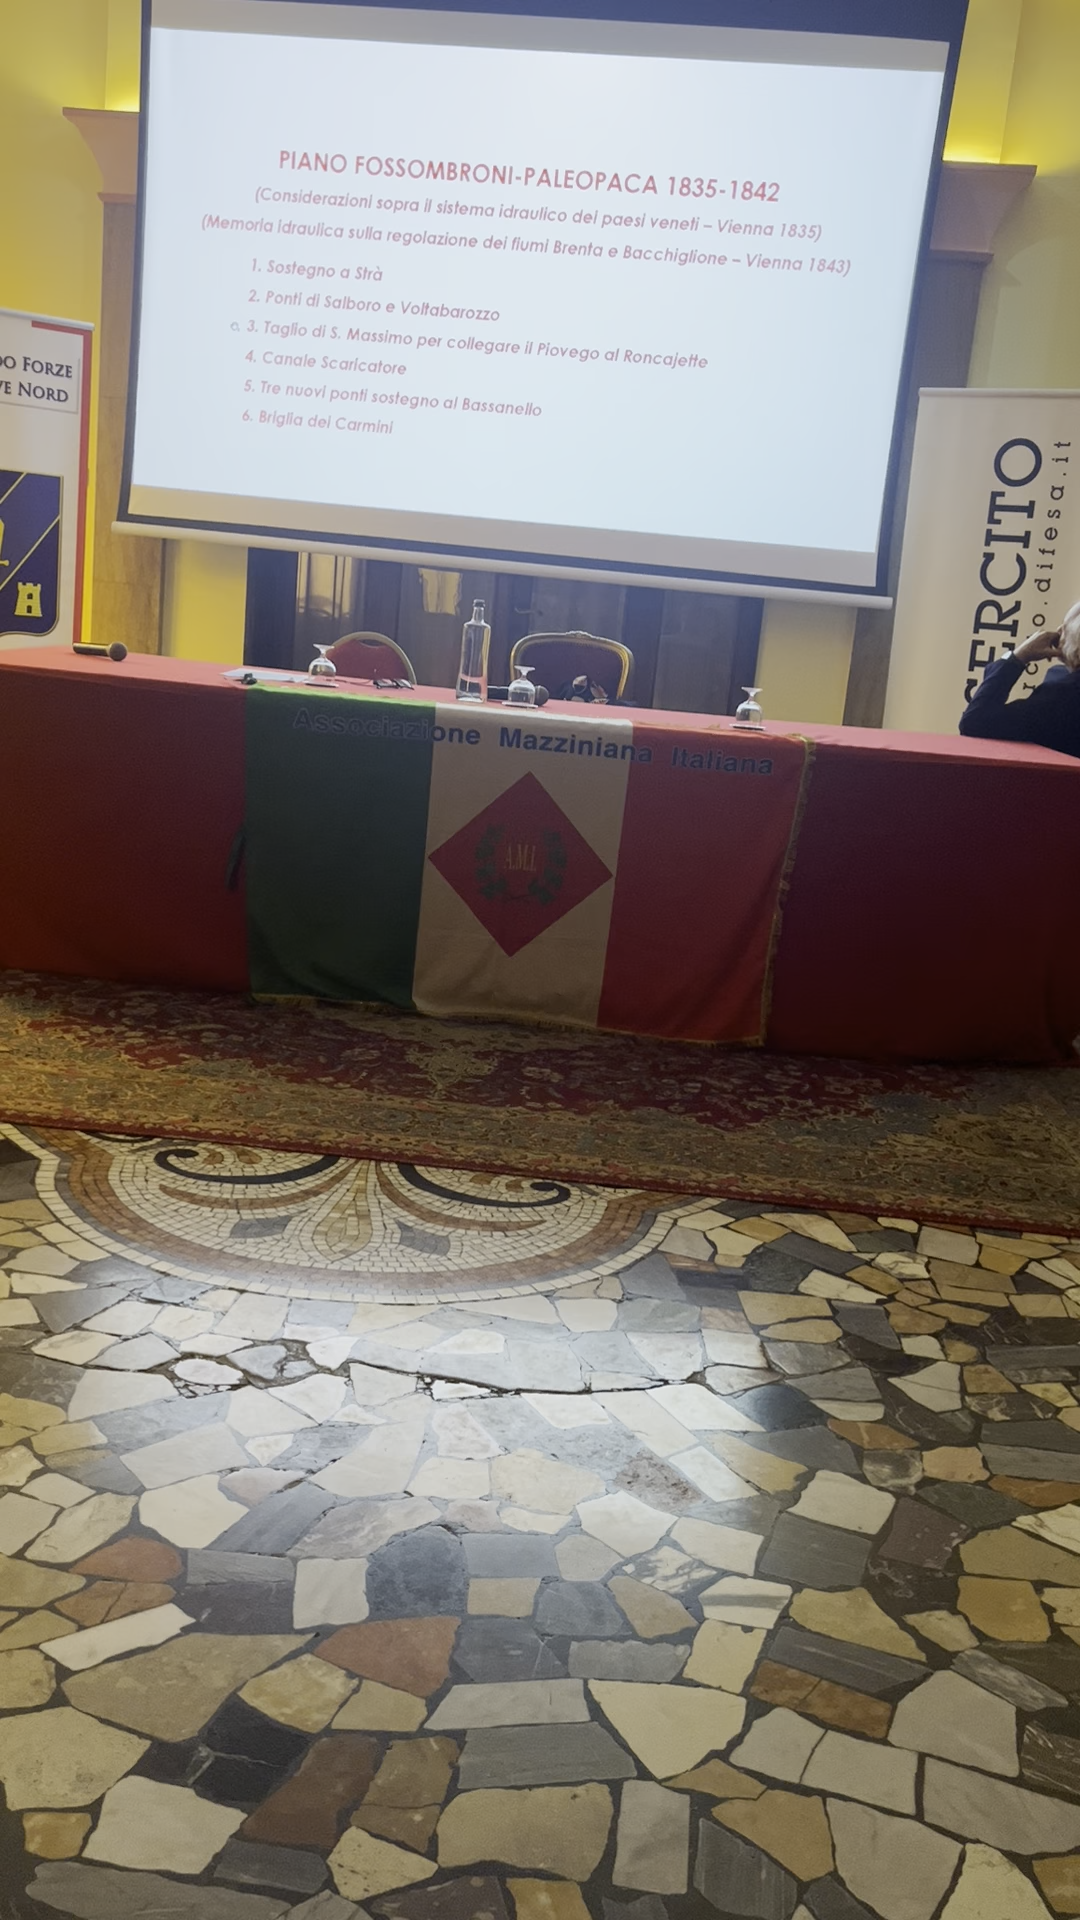 PIANO FOSSOMBRONI-PALEOPACA 1835-1842
(Considerazioni sopra il sistema idraulico dei paesi veneti – Vienna 1835)
(Memoria idraulica sulla regolazione dei fiumi Brenta e Bacchiglione – Vienna 1843)
1. Sostegno a Strà
2. Ponti di Salboro e Voltabarozzo
3. Taglio di S. Massimo per collegare il Piovego al Roncajette
4. Canale Scaricatore
5. Tre nuovi ponti sostegno al Bassanello
6. Briglia dei Carmini
FORZE
NORD
ERCITO
.difesa.it
Associazione Mazziniana Italiana
A.M.I.